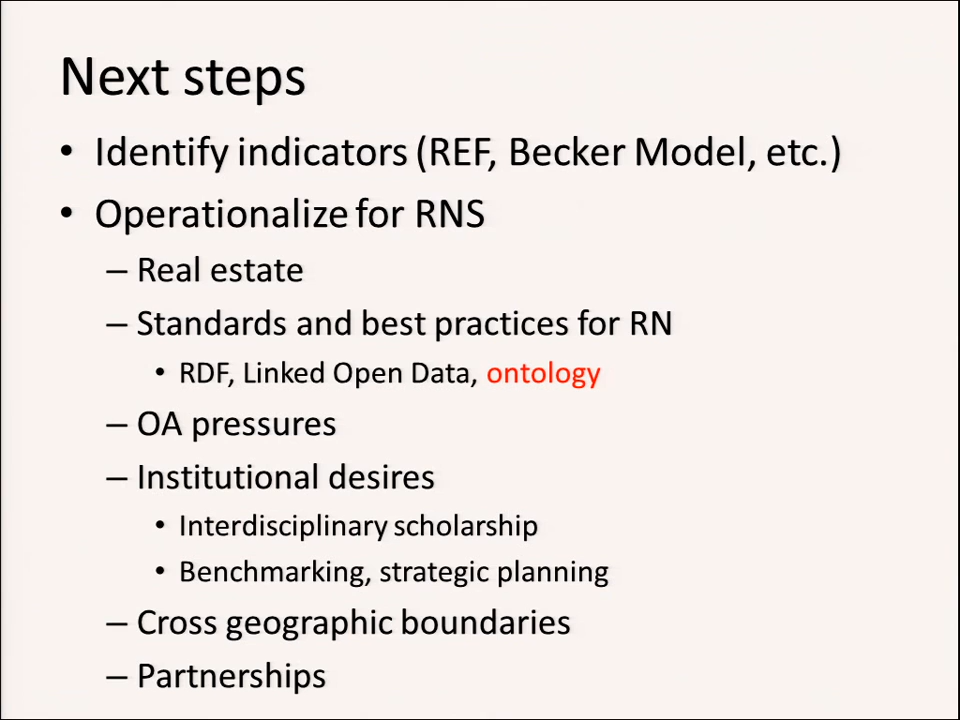 Next steps
• Identify indicators (REF, Becker Model, etc.)
• Operationalize for RNS
– Real estate
– Standards and best practices for RN
• RDF, Linked Open Data, ontology
– OA pressures
– Institutional desires
• Interdisciplinary scholarship
• Benchmarking, strategic planning
– Cross geographic boundaries
– Partnerships